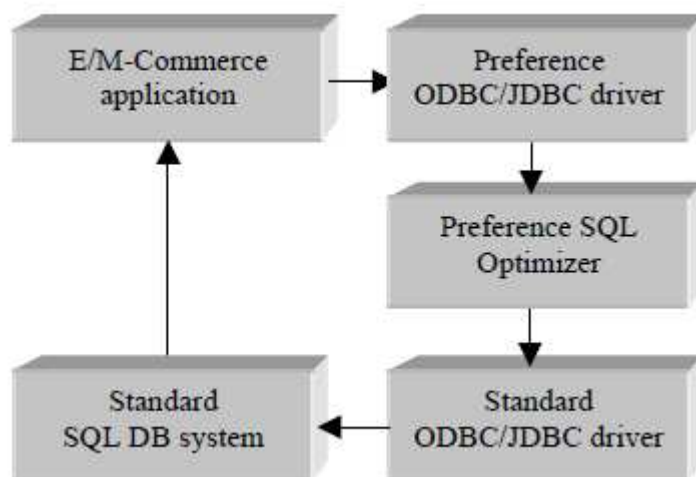 E/M-Commerce
application
Preference
ODBC/JDBC driver
Preference SQL
Optimizer
Standard
SQL DB system
Standard
ODBC/JDBC driver